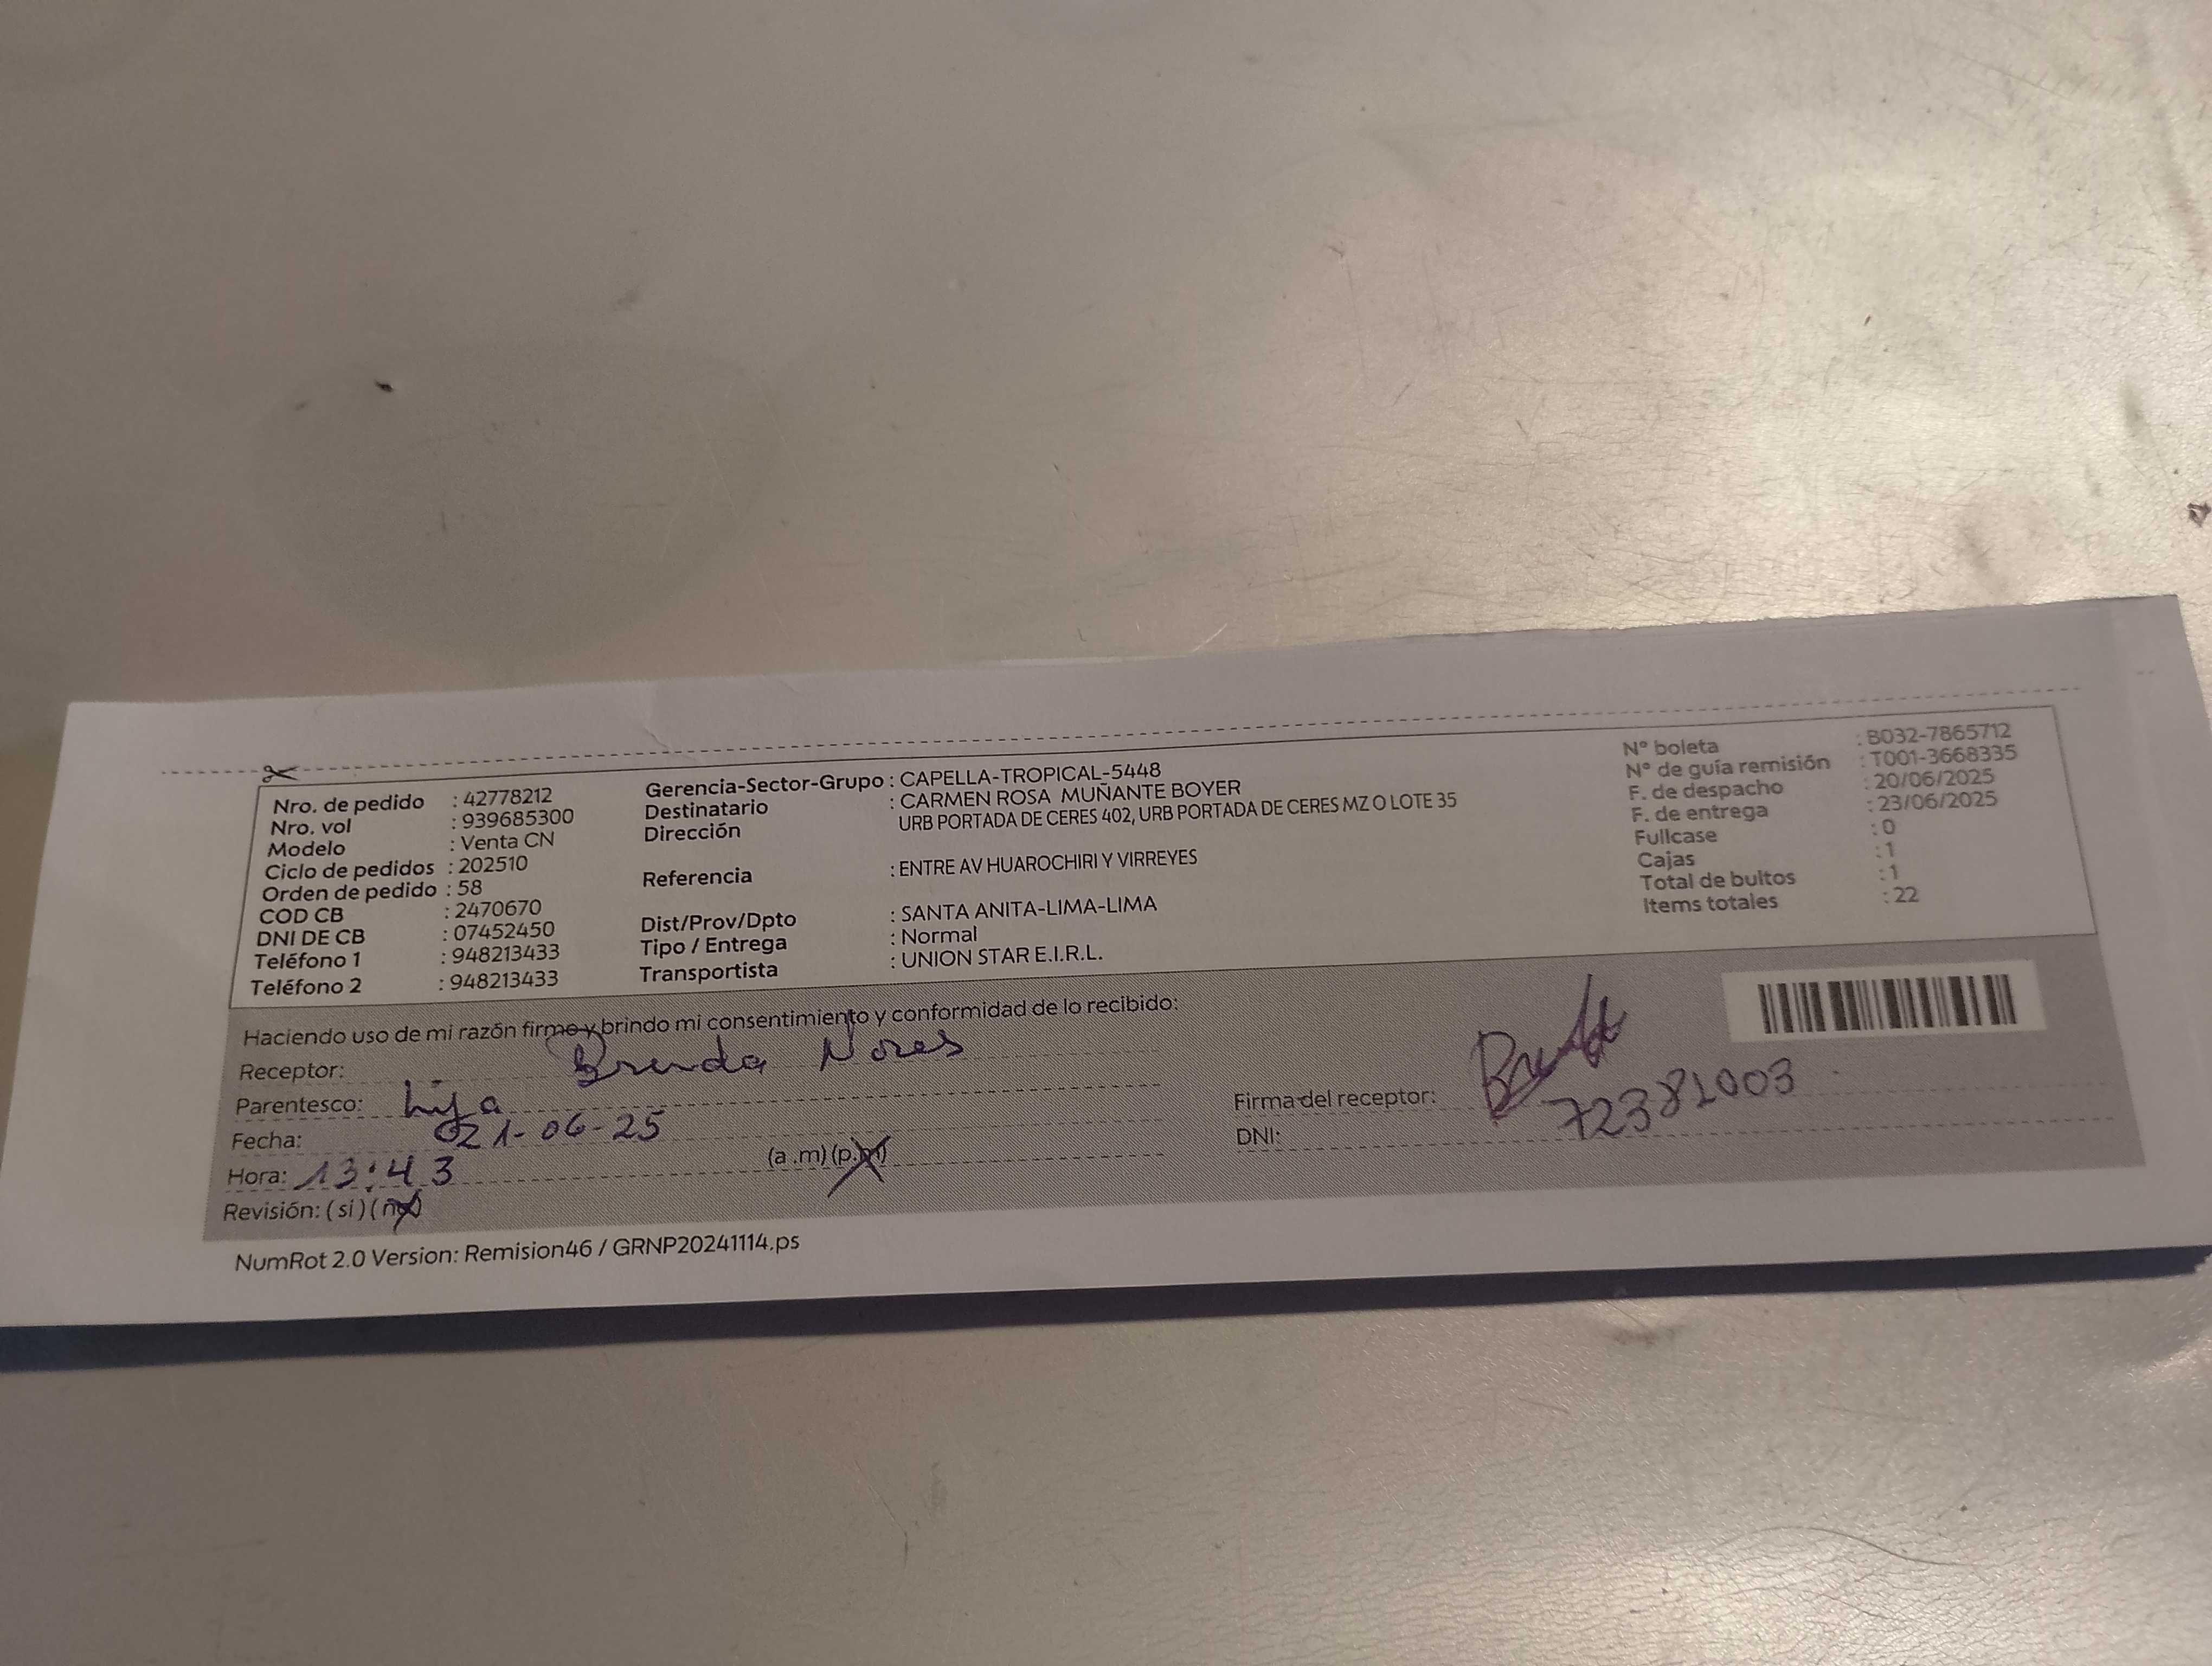 Nro. de pedido : 42778212
Nro. vol : 939685300
Modelo : Venta CN
Ciclo de pedidos : 202510
Orden de pedido : 58
COD CB : 2470670
DNI DE CB : 07452450
Teléfono 1 : 948213433
Teléfono 2 : 948213433
Gerencia-Sector-Grupo : CAPELLA-TROPICAL-5448
Destinatario : CARMEN ROSA MUÑANTE BOYER
Dirección URB PORTADA DE CERES 402, URB PORTADA DE CERES MZ O LOTE 35
Referencia : ENTRE AV HUAROCHIRI Y VIRREYES
Dist/Prov/Dpto : SANTA ANITA-LIMA-LIMA
Tipo / Entrega : Normal
Transportista : UNION STAR E.I.R.L.
N° boleta : B032-7865712
N° de guía remisión : T001-3668335
F. de despacho : 20/06/2025
F. de entrega : 23/06/2025
Fullcase : 0
Cajas : 1
Total de bultos : 1
Items totales : 22
Haciendo uso de mi razón firmo y brindo mi consentimiento y conformidad de lo recibido:
Receptor: Brenda Nores
Parentesco: hija
Fecha: 21-06-25
Hora: 13:43 (a .m) (p.m)
Revisión: ( si ) ( no )
Firma del receptor:
DNI: 72381003
NumRot 2.0 Version: Remision46 / GRNP20241114.ps